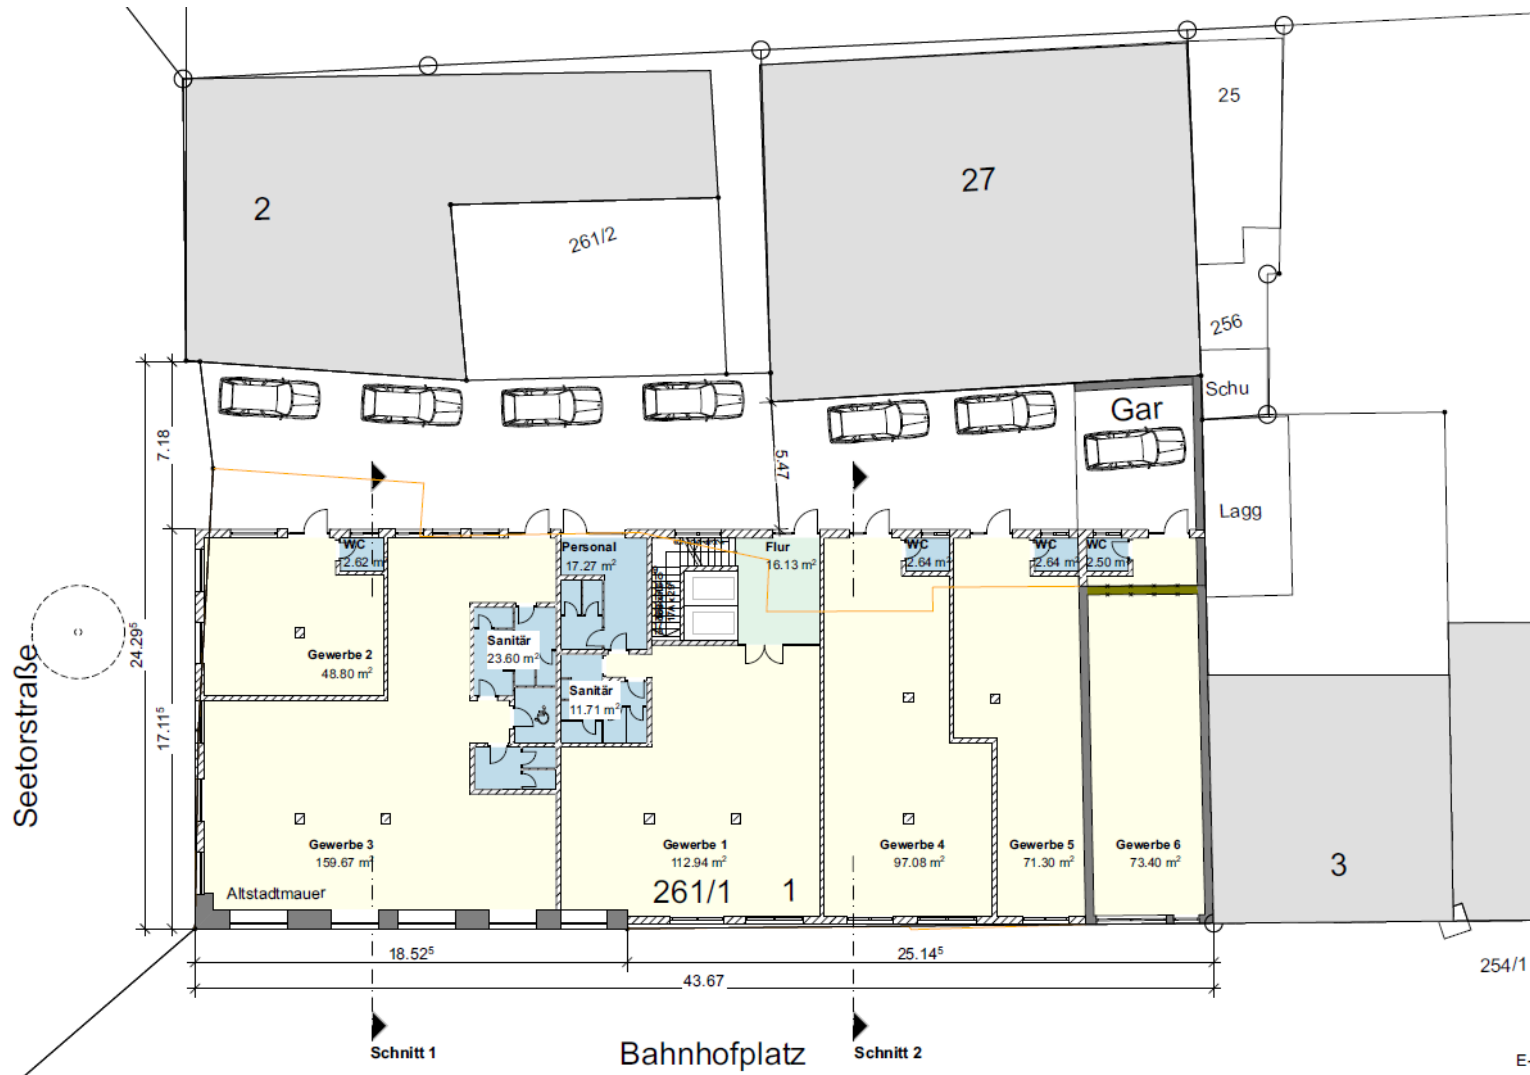 25
27
2
261/2
256
Schu
Gar
7.18
5.47
Lagg
WC
2.62 m
Personal
17.27 m²
Flur
16.13 m²
WC
2.64 m²
WC
2.64 m²
WC
2.50 m²
Seetorstraße
24.29⁵
17.11⁵
Gewerbe 2
48.80 m²
Sanitär
23.60 m²
Sanitär
11.71 m²
Gewerbe 3
159.67 m²
Gewerbe 1
112.94 m²
Gewerbe 4
97.08 m²
Gewerbe 5
71.30 m²
Gewerbe 6
73.40 m²
Altstadtmauer
261/1
1
3
18.52⁵
25.14⁵
43.67
254/1
Schnitt 1
Bahnhofplatz
Schnitt 2
E-